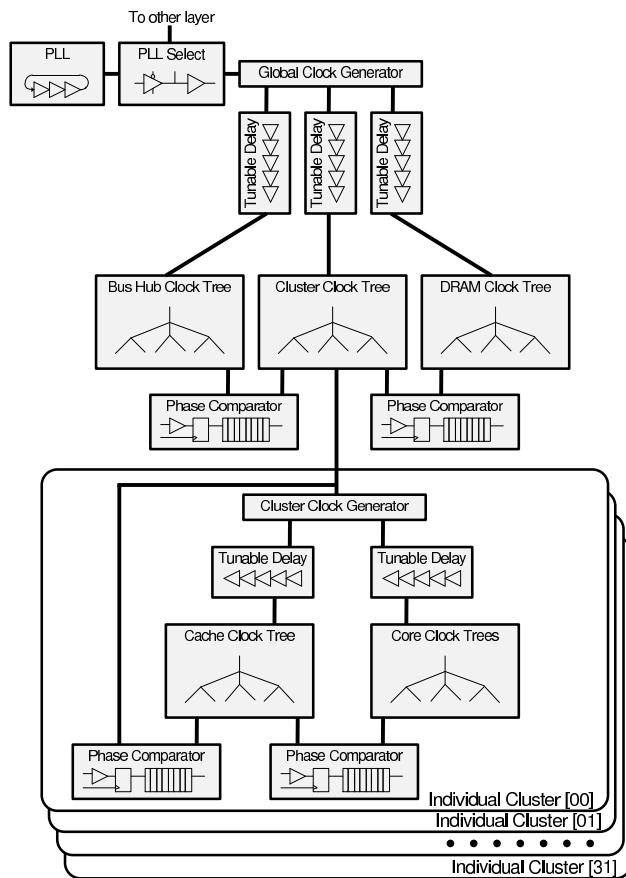 To other layer
PLL
PLL Select
Global Clock Generator
Tunable Delay
Tunable Delay
Tunable Delay
Bus Hub Clock Tree
Cluster Clock Tree
DRAM Clock Tree
Phase Comparator
Phase Comparator
Cluster Clock Generator
Tunable Delay
Tunable Delay
Cache Clock Tree
Core Clock Trees
Phase Comparator
Phase Comparator
Individual Cluster [00]
Individual Cluster [01]
Individual Cluster [31]